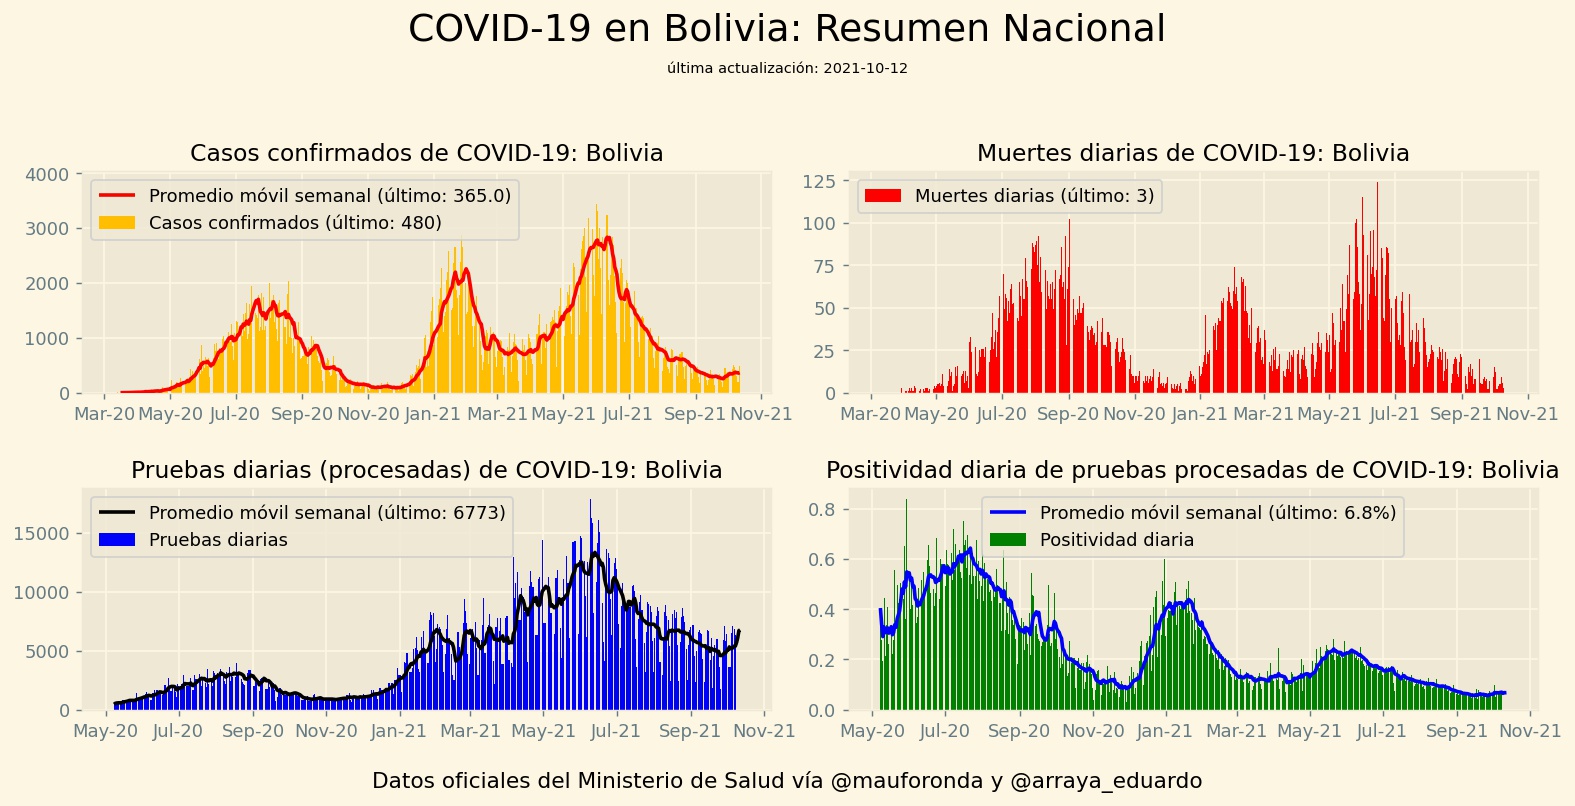 COVID-19 en Bolivia: Resumen Nacional
última actualización: 2021-10-12
Casos confirmados de COVID-19: Bolivia
4000
3000
2000
1000
0
Promedio móvil semanal (último: 365.0)
Casos confirmados (último: 480)
Mar-20 May-20 Jul-20 Sep-20 Nov-20 Jan-21 Mar-21 May-21 Jul-21 Sep-21 Nov-21
Muertes diarias de COVID-19: Bolivia
125
100
75
50
25
0
Muertes diarias (último: 3)
Mar-20 May-20 Jul-20 Sep-20 Nov-20 Jan-21 Mar-21 May-21 Jul-21 Sep-21 Nov-21
Pruebas diarias (procesadas) de COVID-19: Bolivia
15000
10000
5000
0
Promedio móvil semanal (último: 6773)
Pruebas diarias
May-20 Jul-20 Sep-20 Nov-20 Jan-21 Mar-21 May-21 Jul-21 Sep-21 Nov-21
Positividad diaria de pruebas procesadas de COVID-19: Bolivia
0.8
0.6
0.4
0.2
0.0
Promedio móvil semanal (último: 6.8%)
Positividad diaria
May-20 Jul-20 Sep-20 Nov-20 Jan-21 Mar-21 May-21 Jul-21 Sep-21 Nov-21
Datos oficiales del Ministerio de Salud vía @mauforonda y @arraya_eduardo